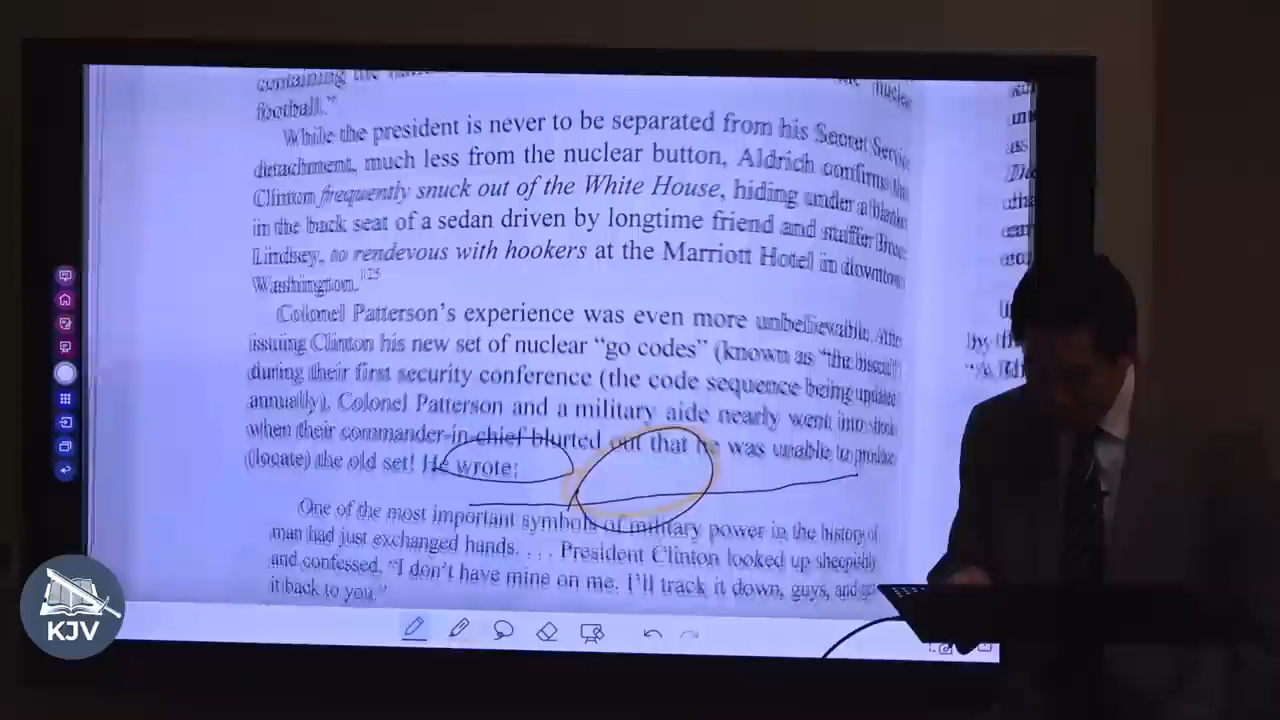 containing the
football."
While the president is never to be separated from his Secret Service
detachment, much less from the nuclear button, Aldrich confirms
Clinton frequently snuck out of the White House, hiding under a blanket
in the back seat of a sedan driven by longtime friend and staffer Bruce
Lindsey, to rendevous with hookers at the Marriott Hotel in downtown
Washington."125
Colonel Patterson's experience was even more unbelievable. After
issuing Clinton his new set of nuclear "go codes" (known as "the biscuit")
during their first security conference (the code sequence being updated
annually), Colonel Patterson and a military aide nearly went into shock
when their commander-in-chief blurted out that he was unable to produce
(locate) the old set! He wrote:
One of the most important symbols of military power in the history of
man had just exchanged hands. . . . President Clinton looked up sheepishly
and confessed, "I don't have mine on me. I'll track it down, guys, and get
it back to you."
by
KJV